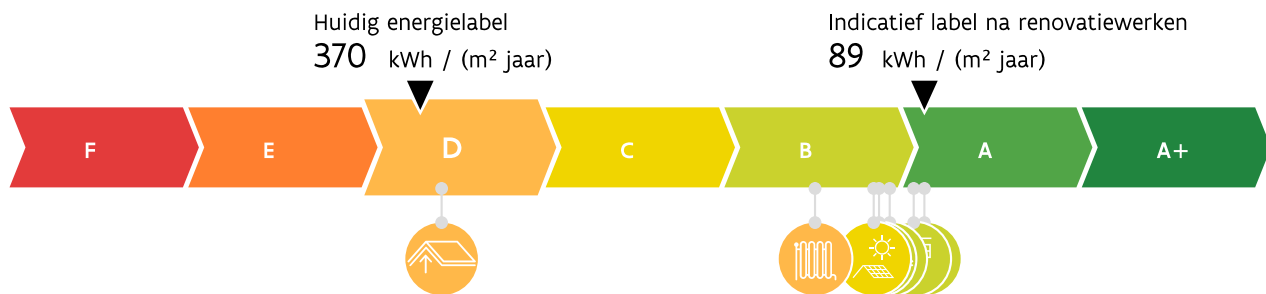 Huidig energielabel
370 kWh / (m² jaar)
Indicatief label na renovatiewerken
89 kWh / (m² jaar)
F
E
D
C
B
A
A+